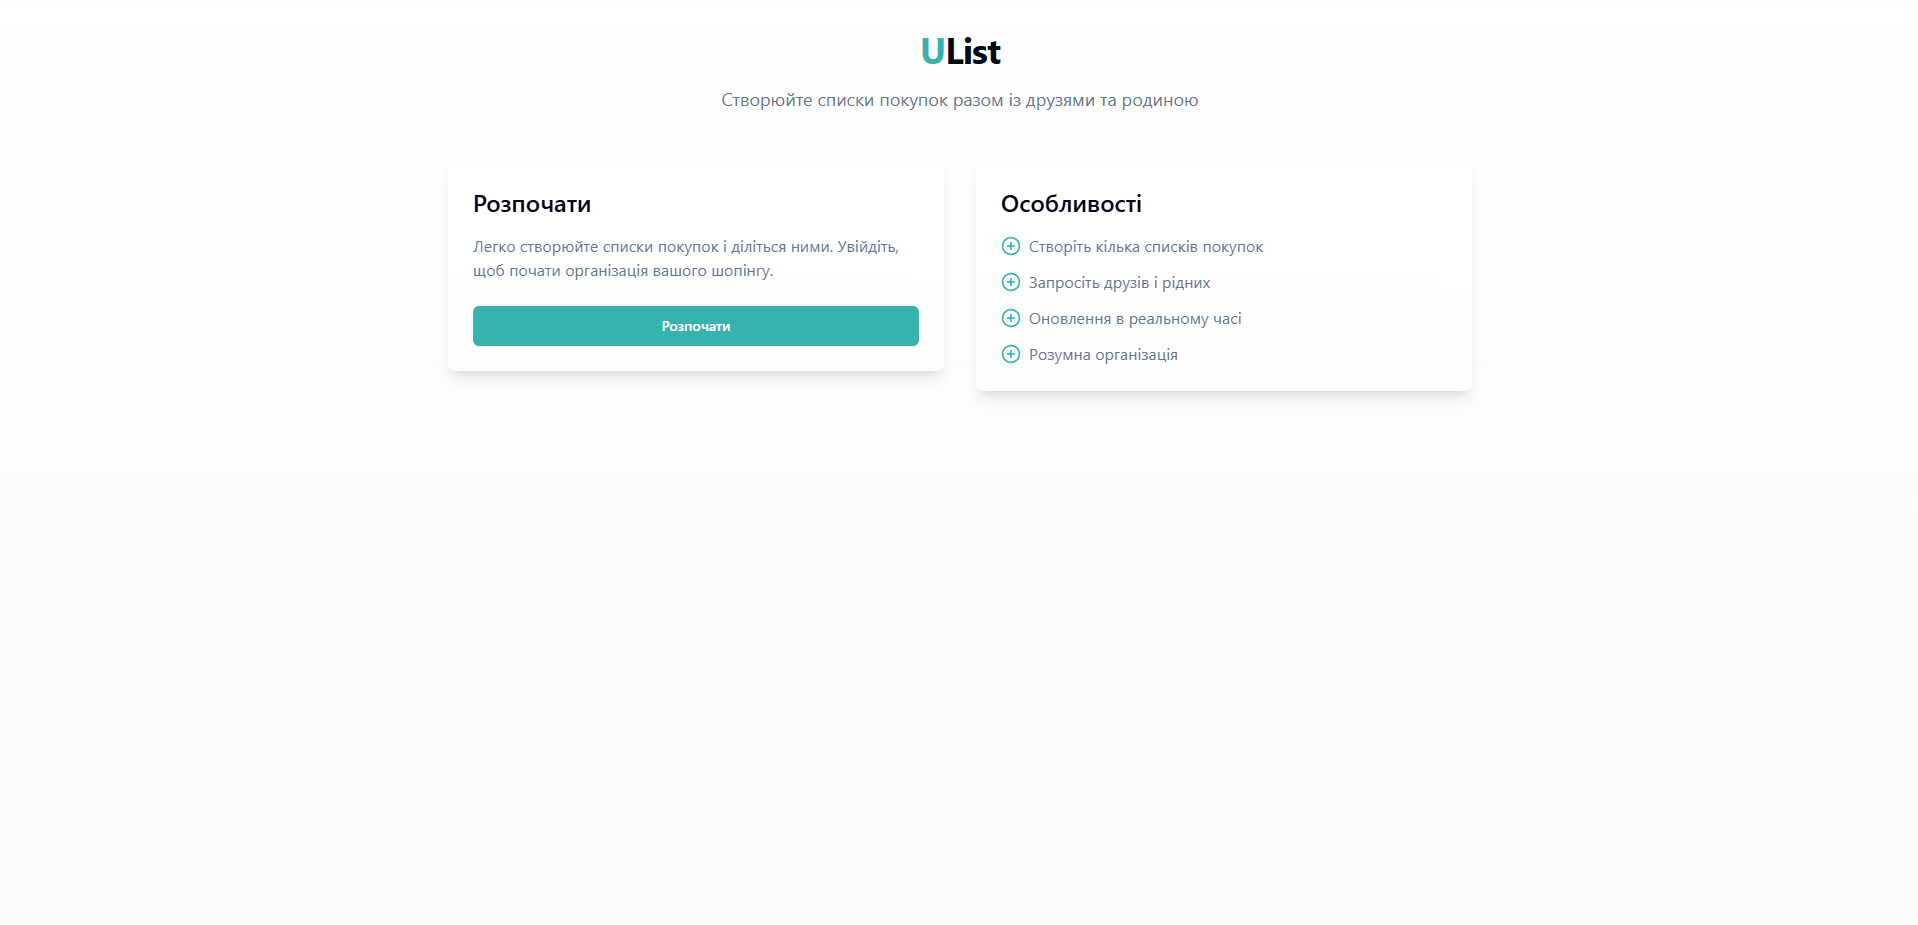 UList
Створюйте списки покупок разом із друзями та родиною
Розпочати
Легко створюйте списки покупок і діліться ними. Увійдіть,
щоб почати організація вашого шопінгу.
Розпочати
Особливості
Створіть кілька списків покупок
Запросіть друзів і рідних
Оновлення в реальному часі
Розумна організація